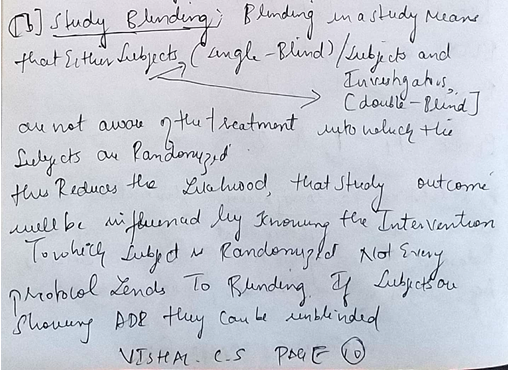 [b] Study Blinding; Blinding in a study Means
that Either Subjects (Single-Blind)/Subjects and
Investigators,
[double-Blind]
are not aware of the treatment into which the
Subjects are Randomized
this Reduces the Likelihood, that study outcome
will be influenced by Knowing the Intervention
To which Subject is Randomized Not Every
protocol Lends To Blinding. If Subjects are
Showing ADR they can be unblinded
VISHAL. C.S PAGE 10